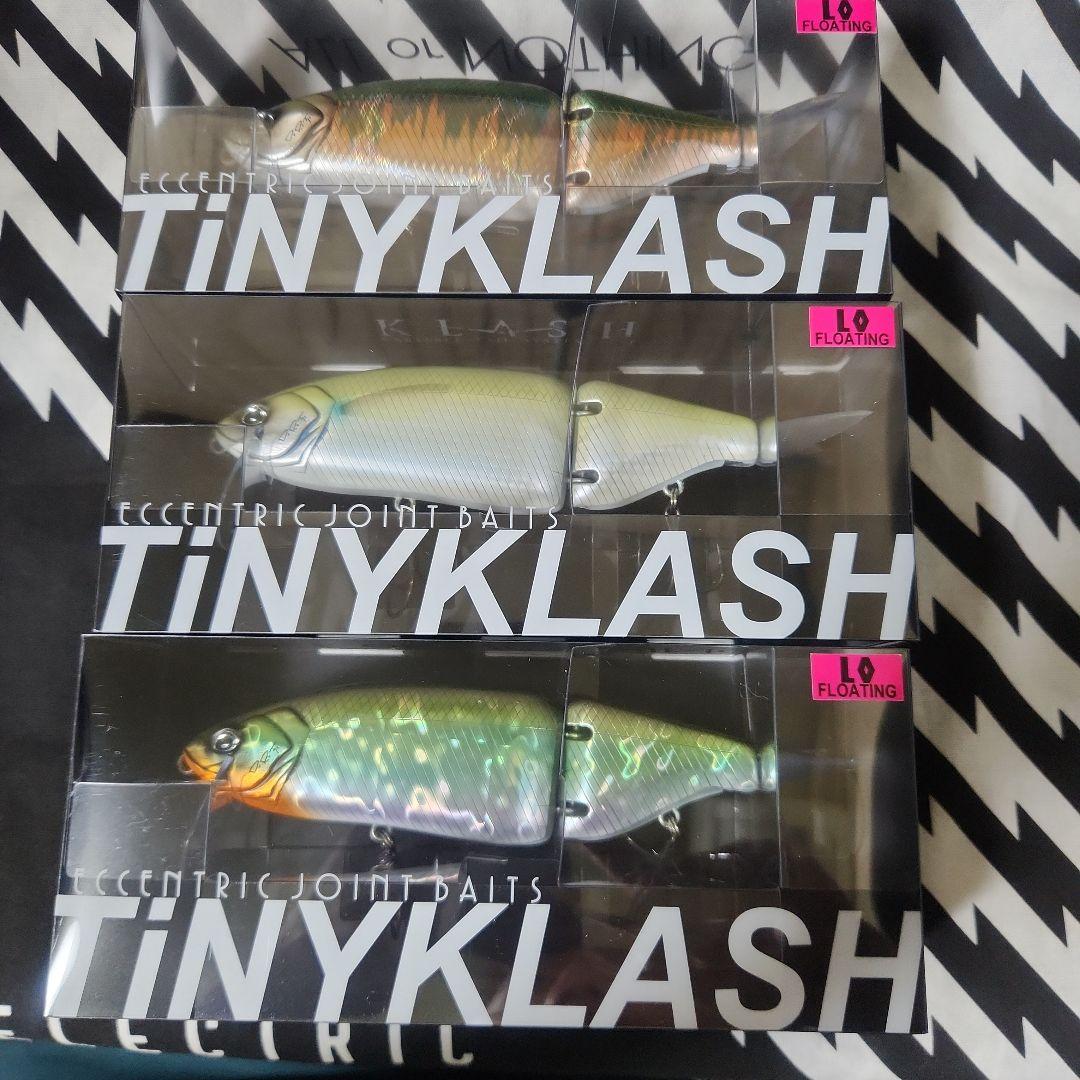 LO
FLOATING
ALL OR NOTHING
ECCENTRIC JOINT BAITS
TiNYKLASH
KLASH
LO
FLOATING
ECCENTRIC JOINT BAITS
TiNYKLASH
LO
FLOATING
ECCENTRIC JOINT BAITS
TiNYKLASH
ELECTRIC